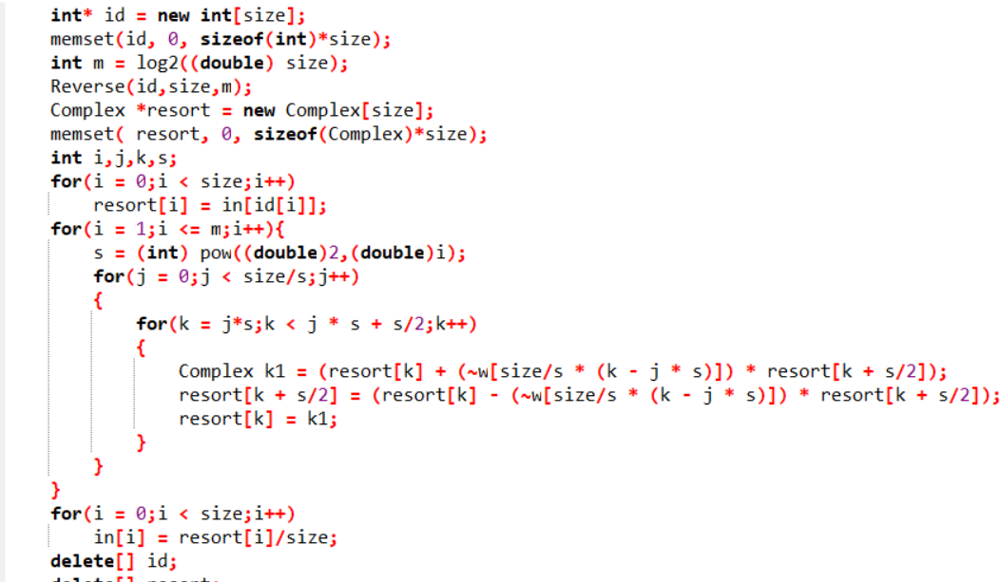 int* id = new int[size];
memset(id, 0, sizeof(int)*size);
int m = log2((double) size);
Reverse(id,size,m);
Complex *resort = new Complex[size];
memset( resort, 0, sizeof(Complex)*size);
int i,j,k,s;
for(i = 0;i < size;i++)
    resort[i] = in[id[i]];
for(i = 1;i <= m;i++){
    s = (int) pow((double)2,(double)i);
    for(j = 0;j < size/s;j++)
    {
        for(k = j*s;k < j * s + s/2;k++)
        {
            Complex k1 = (resort[k] + (~w[size/s * (k - j * s)]) * resort[k + s/2]);
            resort[k + s/2] = (resort[k] - (~w[size/s * (k - j * s)]) * resort[k + s/2]);
            resort[k] = k1;
        }
    }
}
for(i = 0;i < size;i++)
    in[i] = resort[i]/size;
delete[] id;